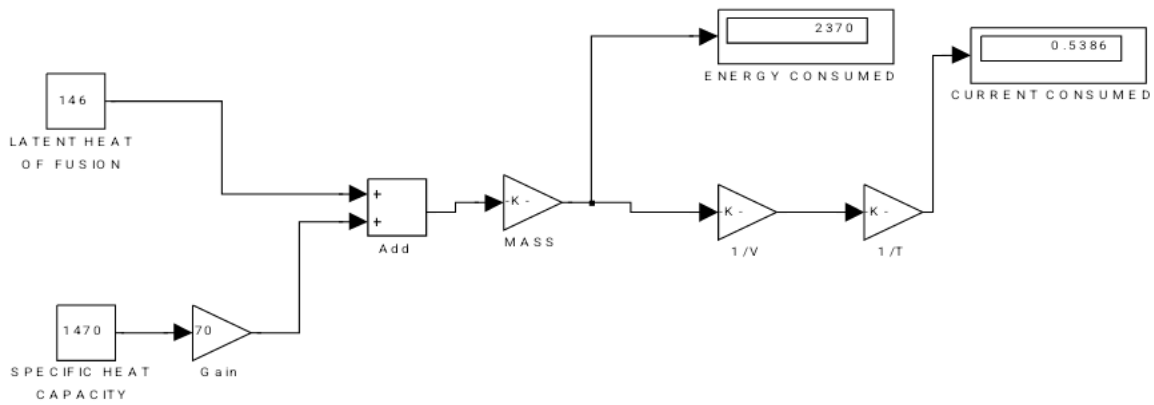 2370
ENERGY CONSUMED
0.5386
CURRENT CONSUMED
146
LATENT HEAT
OF FUSION
+
+
Add
-K-
MASS
K-
1/V
K-
1/T
1470
SPECIFIC HEAT
CAPACITY
70
Gain